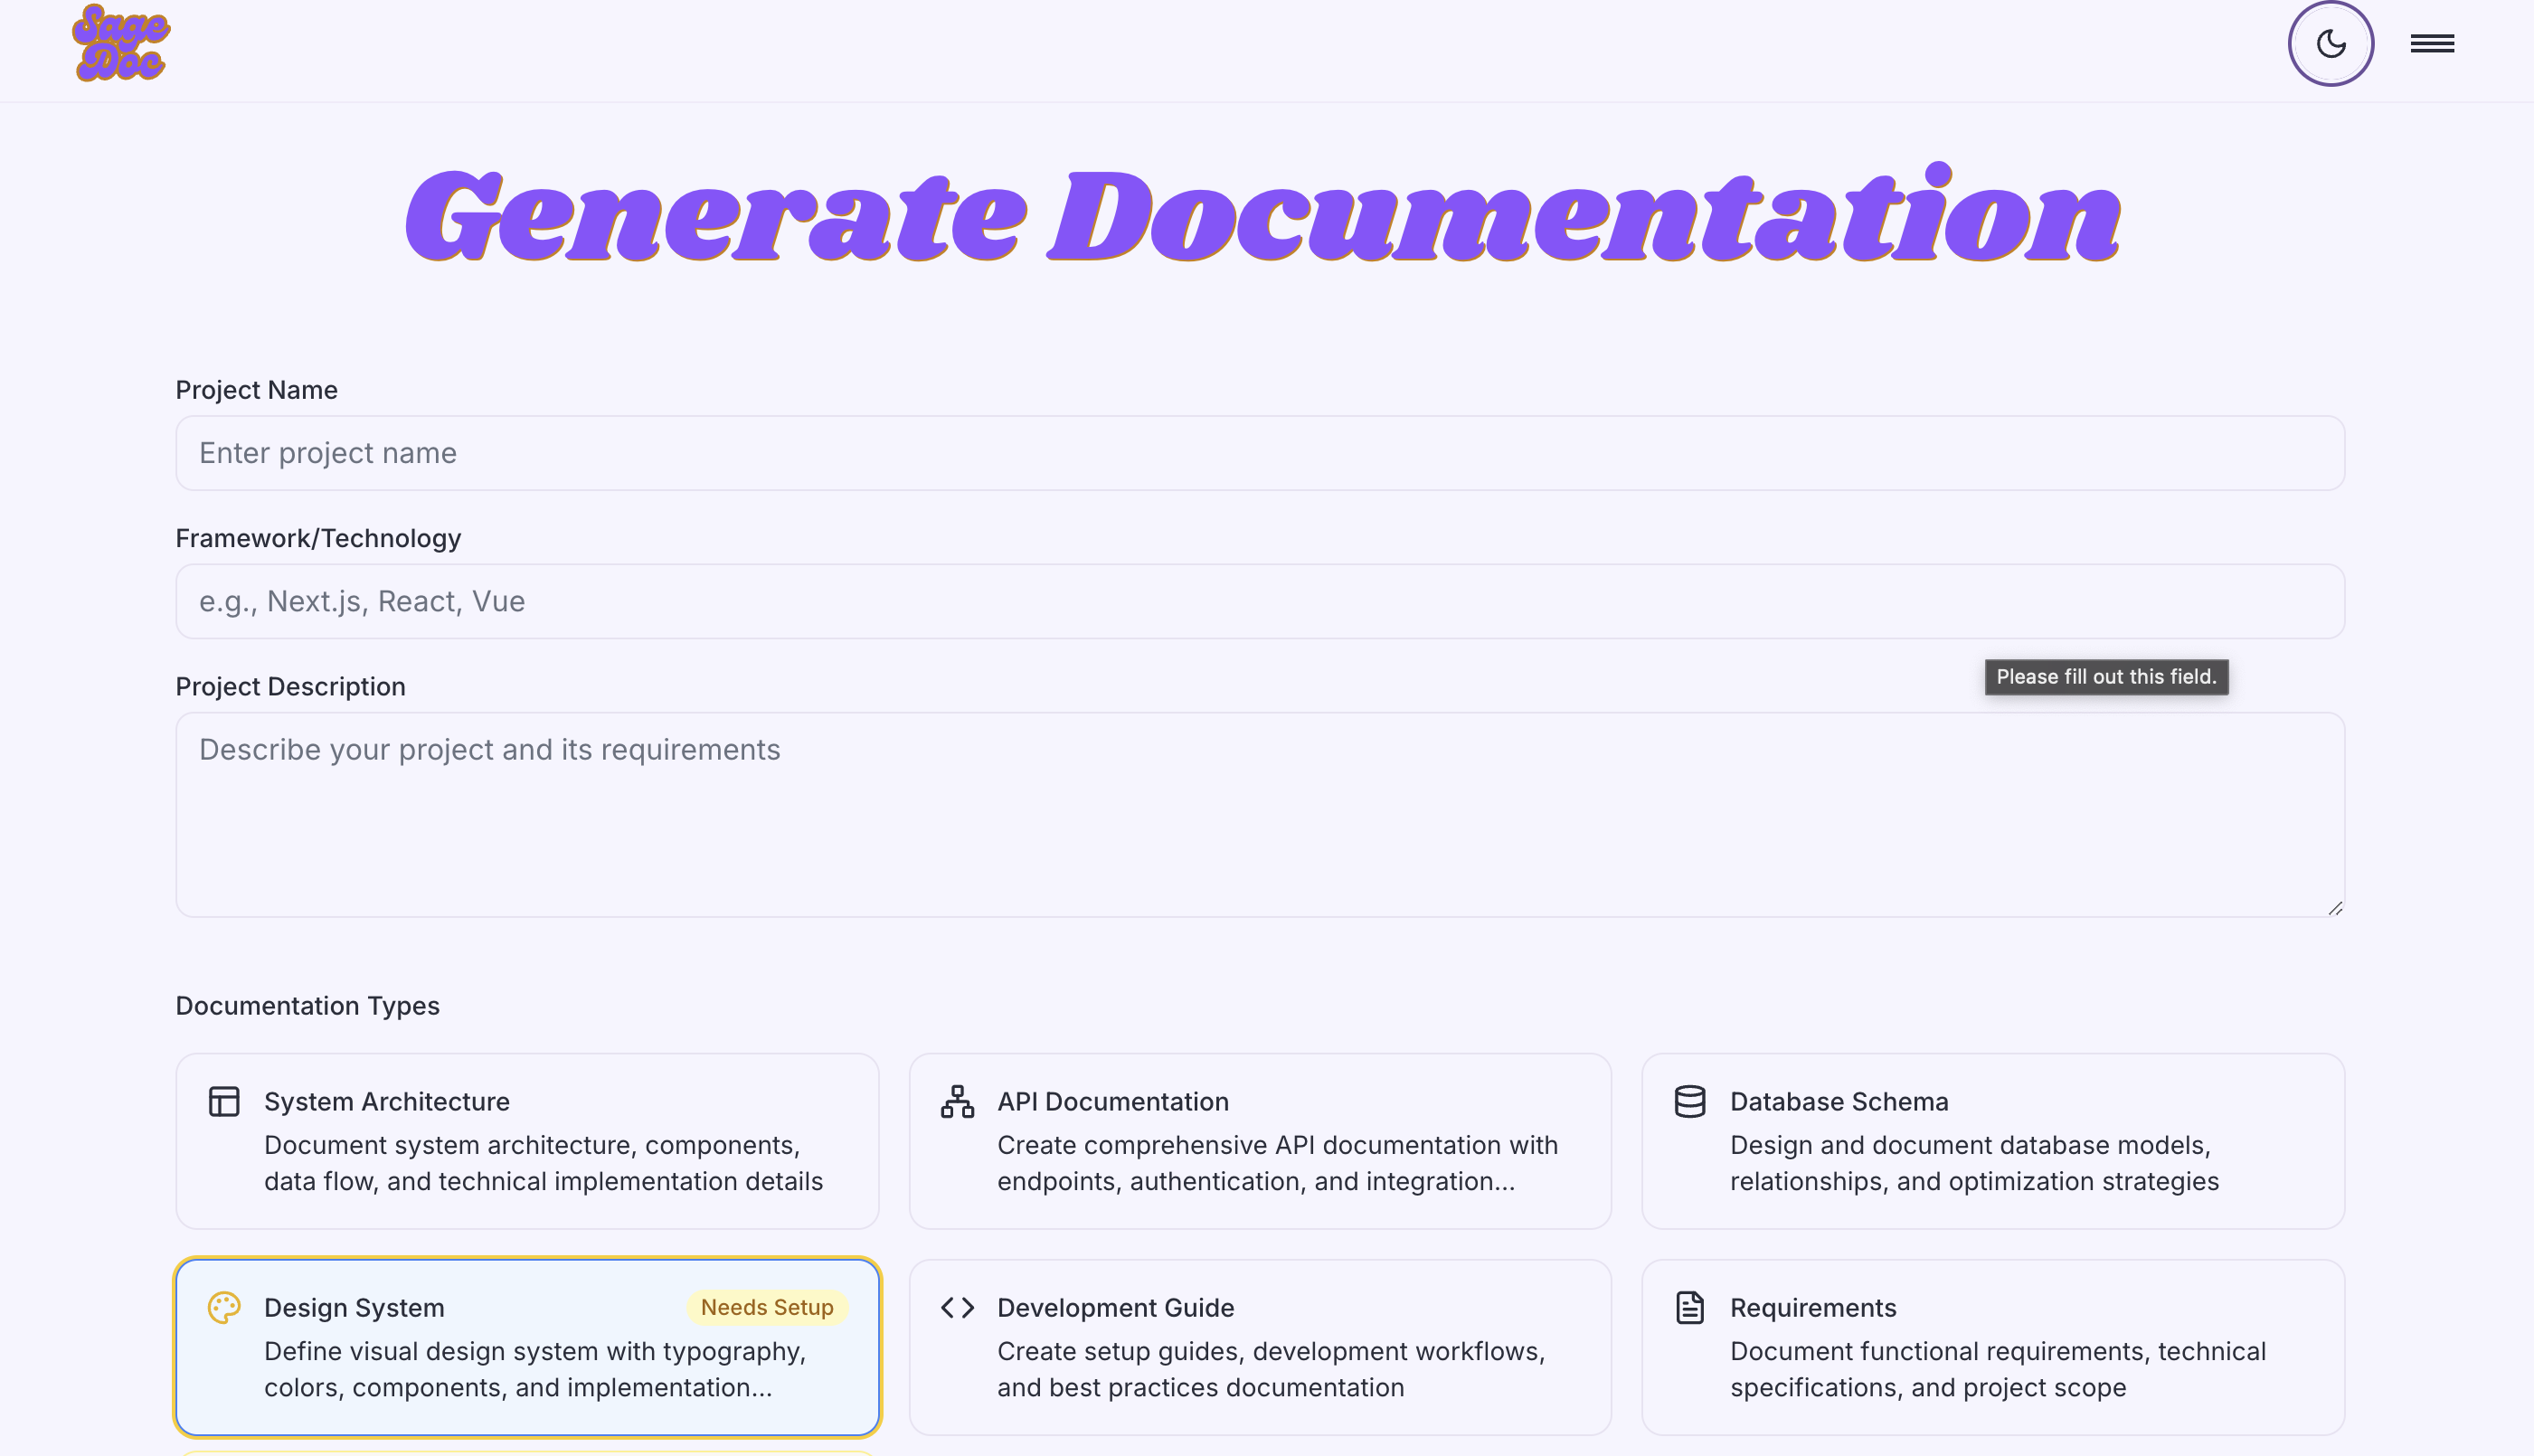 Sage
Doc
Generate Documentation
Project Name
Enter project name
Framework/Technology
e.g., Next.js, React, Vue
Please fill out this field.
Project Description
Describe your project and its requirements
Documentation Types
System Architecture
Document system architecture, components,
data flow, and technical implementation details
API Documentation
Create comprehensive API documentation with
endpoints, authentication, and integration...
Database Schema
Design and document database models,
relationships, and optimization strategies
Design System
Needs Setup
Define visual design system with typography,
colors, components, and implementation...
Development Guide
Create setup guides, development workflows,
and best practices documentation
Requirements
Document functional requirements, technical
specifications, and project scope